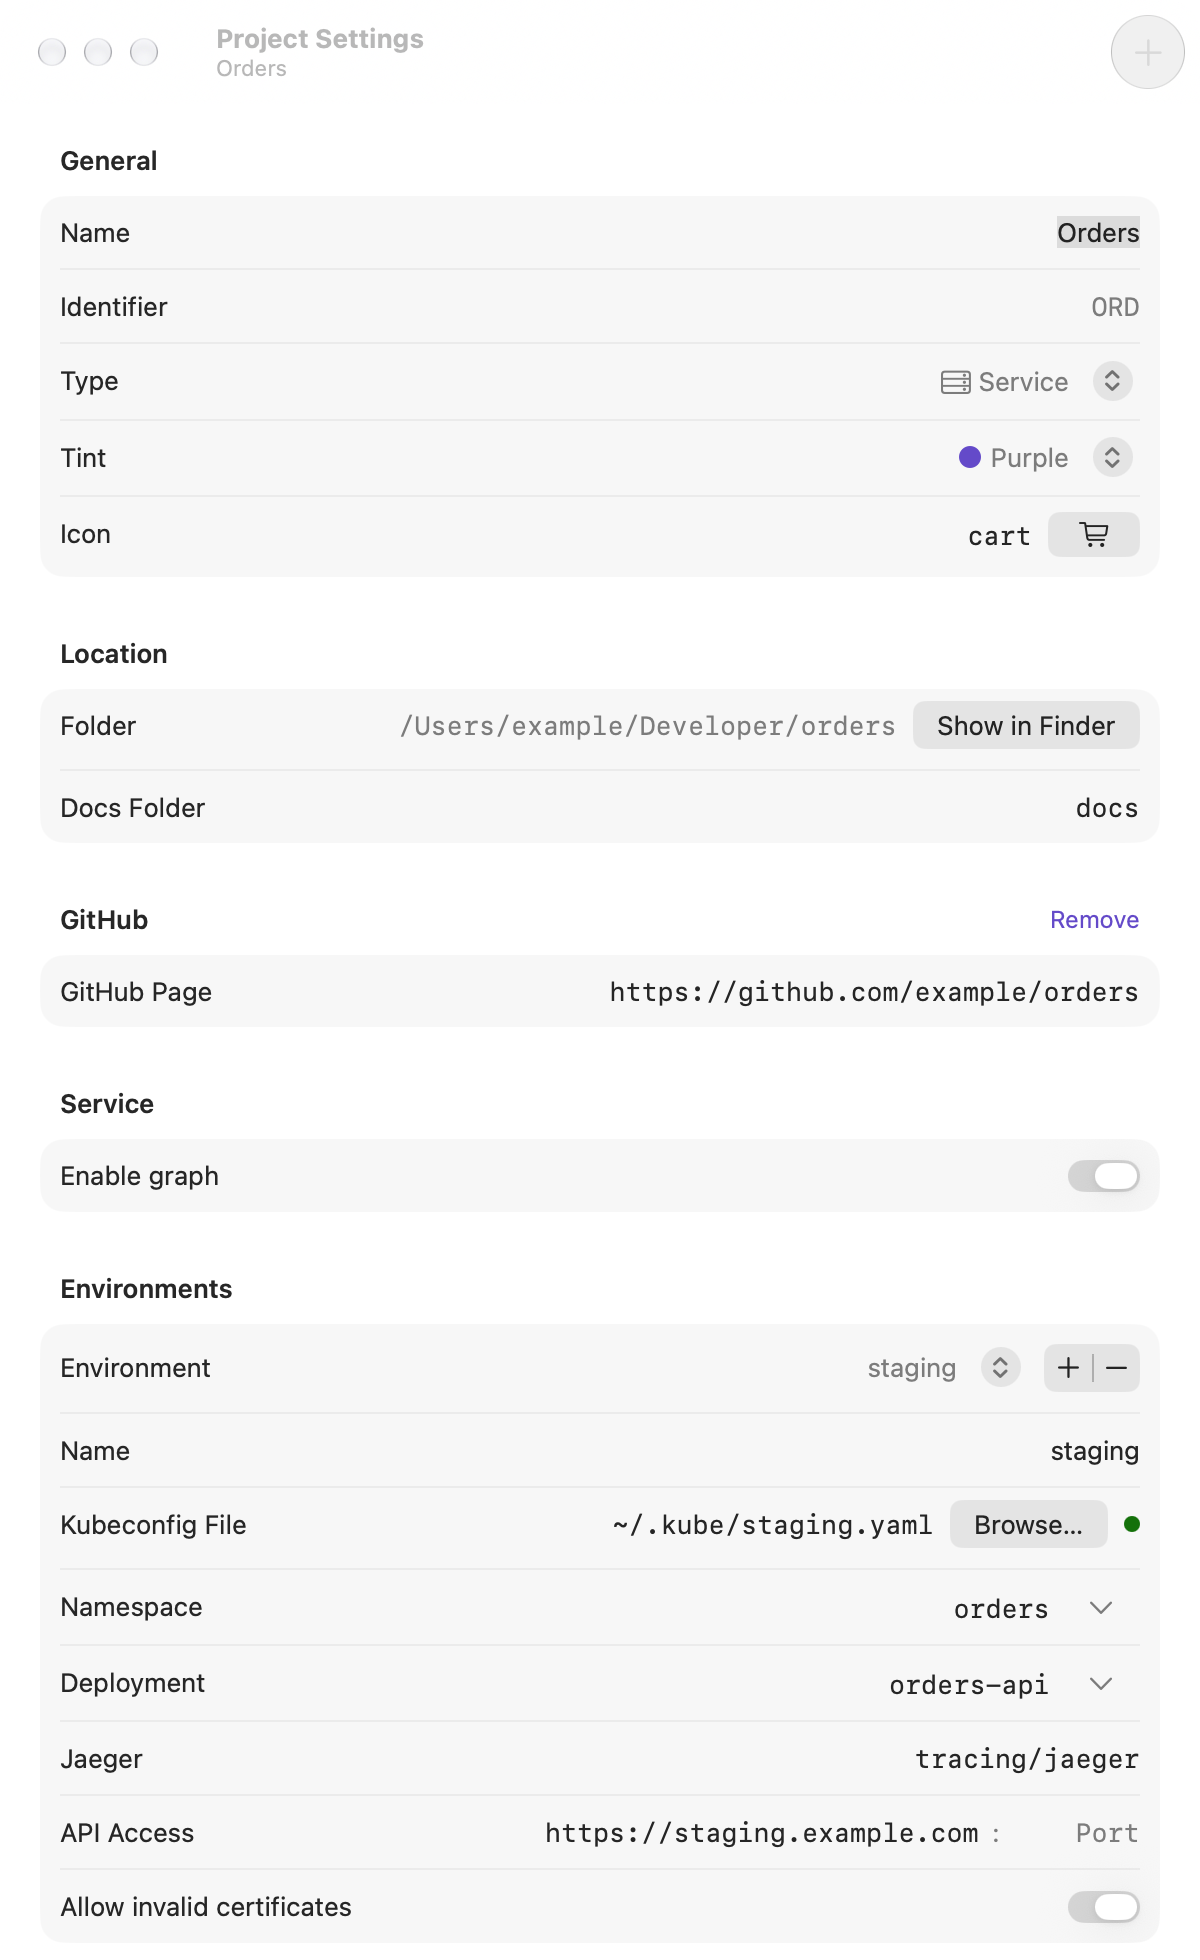 Project Settings
Orders
General
Name Orders
Identifier ORD
Type Service
Tint Purple
Icon cart
Location
Folder /Users/example/Developer/orders Show in Finder
Docs Folder docs
GitHub Remove
GitHub Page https://github.com/example/orders
Service
Enable graph
Environments
Environment staging
Name staging
Kubeconfig File ~/.kube/staging.yaml Browse...
Namespace orders
Deployment orders-api
Jaeger tracing/jaeger
API Access https://staging.example.com : Port
Allow invalid certificates